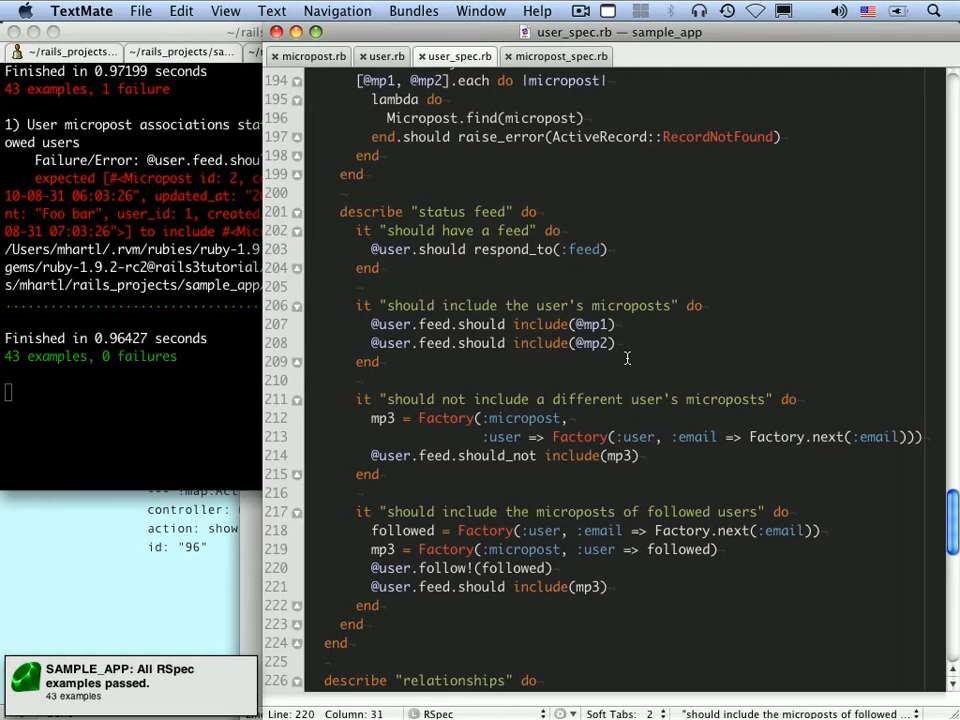 TextMate File Edit View Text Navigation Bundles Window Help
~/rails_projects... ~/rails_projects/sa...
Finished in 0.97199 seconds
43 examples, 1 failure
1) User micropost associations sta
owed users
Failure/Error: @user.feed.shou
expected [#<Micropost id: 2, c
10-08-31 06:03:26", updated_at: "2
nt: "Foo bar", user_id: 1, created
08-31 07:03:26">] to include #<Mic
/Users/mhartl/.rvm/rubies/ruby-1.9
gems/ruby-1.9.2-rc2@rails3tutorial
s/mhartl/rails_projects/sample_app
Finished in 0.96427 seconds
43 examples, 0 failures
controller:
action: show
id: "96"
SAMPLE_APP: All RSpec
examples passed.
43 examples
user_spec.rb — sample_app
micropost.rb user.rb user_spec.rb micropost_spec.rb
194 [@mp1, @mp2].each do |micropost|
195 lambda do
196 Micropost.find(micropost)
197 end.should raise_error(ActiveRecord::RecordNotFound)
198 end
199 end
200
201 describe "status feed" do
202 it "should have a feed" do
203 @user.should respond_to(:feed)
204 end
205
206 it "should include the user's microposts" do
207 @user.feed.should include(@mp1)
208 @user.feed.should include(@mp2)
209 end
210
211 it "should not include a different user's microposts" do
212 mp3 = Factory(:micropost,
213 :user => Factory(:user, :email => Factory.next(:email)))
214 @user.feed.should_not include(mp3)
215 end
216
217 it "should include the microposts of followed users" do
218 followed = Factory(:user, :email => Factory.next(:email))
219 mp3 = Factory(:micropost, :user => followed)
220 @user.follow!(followed)
221 @user.feed.should include(mp3)
222 end
223 end
224 end
225
226 describe "relationships" do
Line: 220 Column: 31 RSpec Soft Tabs: 2 "should include the microposts of followed ...